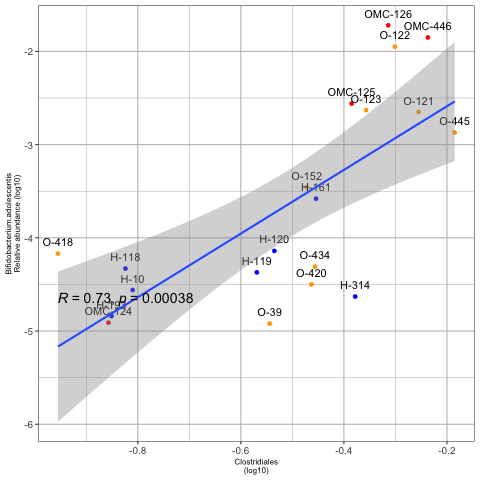 OMC-126
OMC-446
O-122
-2
OMC-125
O-123
O-121
O-445
-3
O-152
H-161
Bifidobacterium.adolescentis
Relative abundance (log10)
O-418
H-120
-4
H-118
H-119
O-434
H-10
O-420
H-314
R = 0.73, p = 0.00038
OMC-124
O-39
-5
-6
-0.8
-0.6
-0.4
-0.2
Clostridiales
(log10)